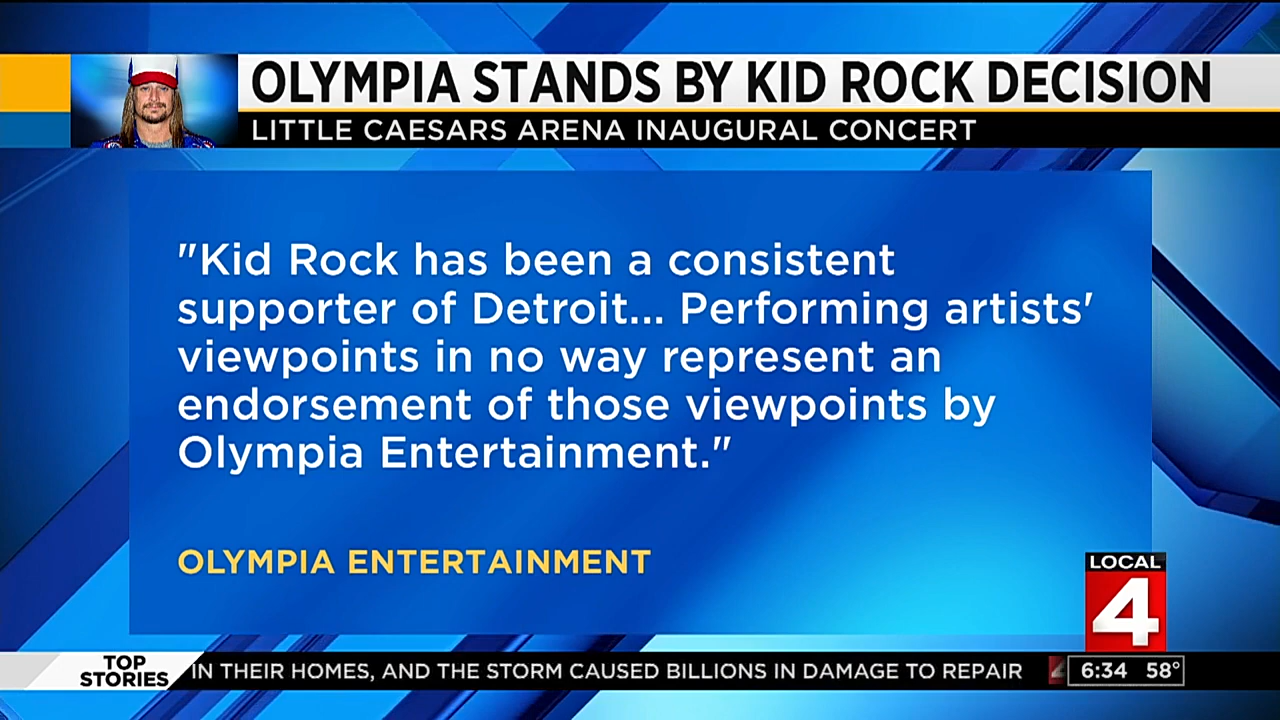 OLYMPIA STANDS BY KID ROCK DECISION
LITTLE CAESARS ARENA INAUGURAL CONCERT
"Kid Rock has been a consistent
supporter of Detroit... Performing artists'
viewpoints in no way represent an
endorsement of those viewpoints by
Olympia Entertainment."
OLYMPIA ENTERTAINMENT
LOCAL
4
TOP
STORIES
IN THEIR HOMES, AND THE STORM CAUSED BILLIONS IN DAMAGE TO REPAIR
6:34 58°